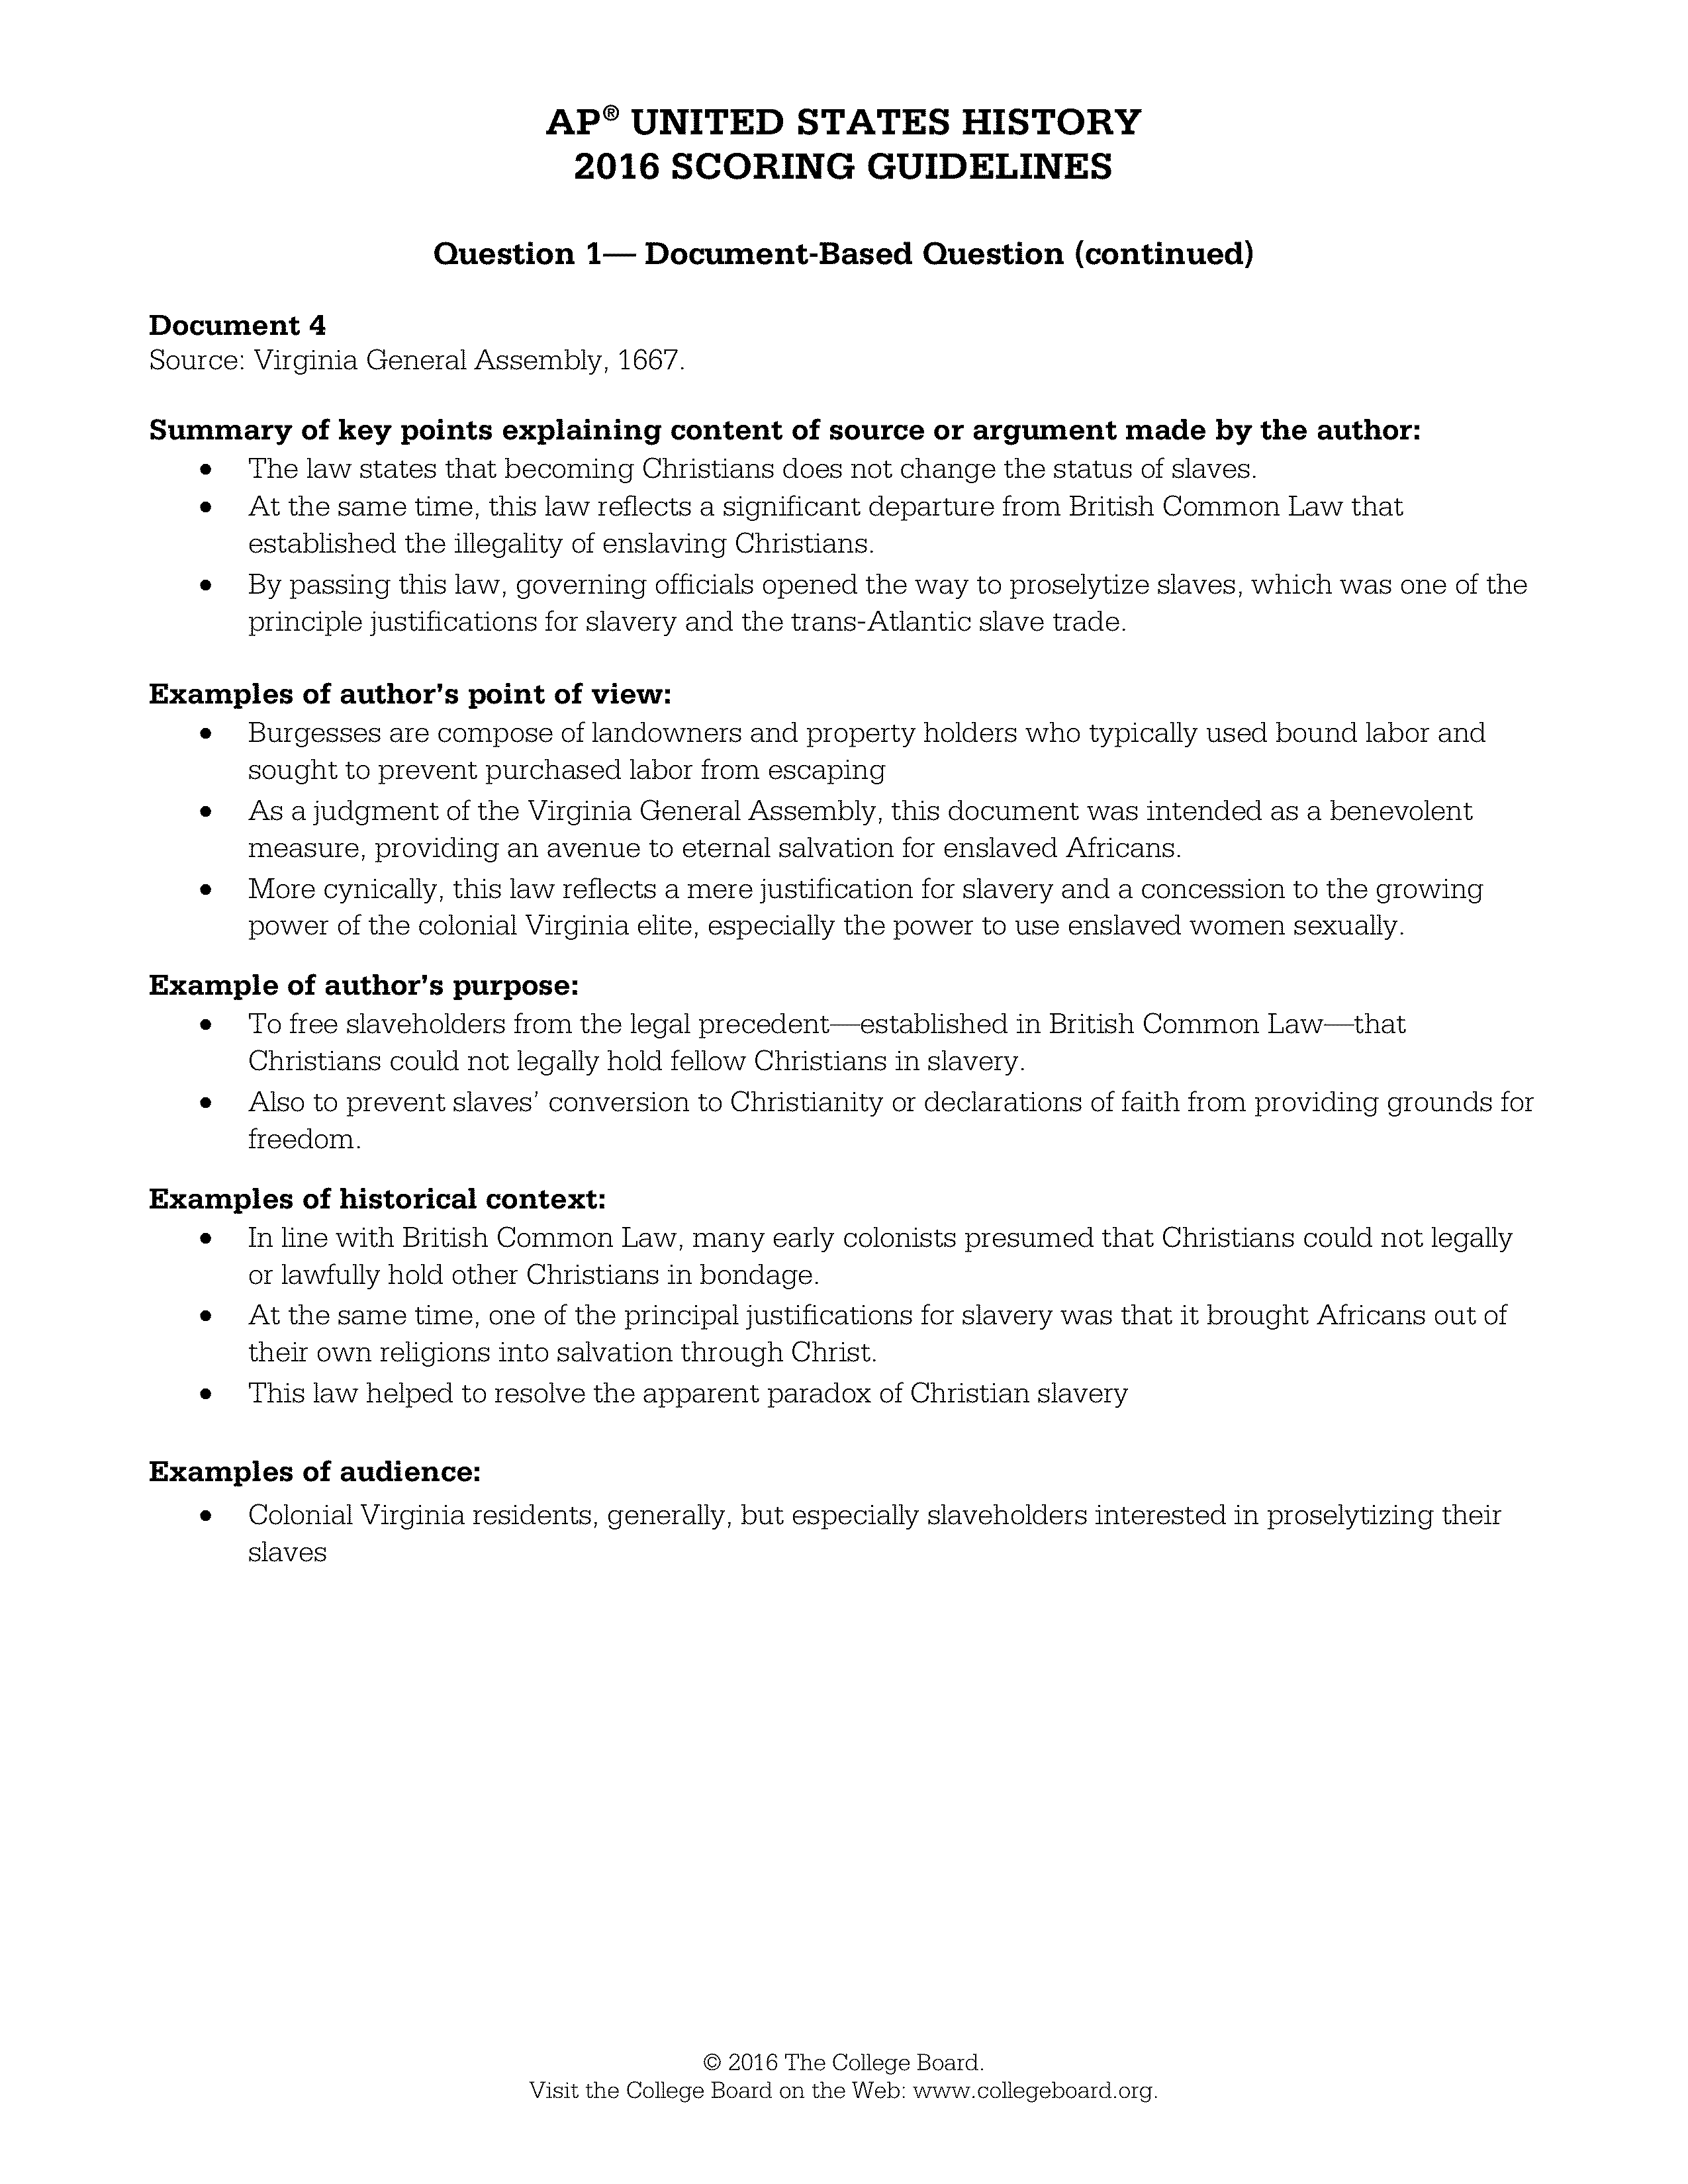 AP® UNITED STATES HISTORY
2016 SCORING GUIDELINES
Question 1— Document-Based Question (continued)
Document 4
Source: Virginia General Assembly, 1667.
Summary of key points explaining content of source or argument made by the author:
• The law states that becoming Christians does not change the status of slaves.
• At the same time, this law reflects a significant departure from British Common Law that
established the illegality of enslaving Christians.
• By passing this law, governing officials opened the way to proselytize slaves, which was one of the
principle justifications for slavery and the trans-Atlantic slave trade.
Examples of author’s point of view:
• Burgesses are compose of landowners and property holders who typically used bound labor and
sought to prevent purchased labor from escaping
• As a judgment of the Virginia General Assembly, this document was intended as a benevolent
measure, providing an avenue to eternal salvation for enslaved Africans.
• More cynically, this law reflects a mere justification for slavery and a concession to the growing
power of the colonial Virginia elite, especially the power to use enslaved women sexually.
Example of author’s purpose:
• To free slaveholders from the legal precedent—established in British Common Law—that
Christians could not legally hold fellow Christians in slavery.
• Also to prevent slaves’ conversion to Christianity or declarations of faith from providing grounds for
freedom.
Examples of historical context:
• In line with British Common Law, many early colonists presumed that Christians could not legally
or lawfully hold other Christians in bondage.
• At the same time, one of the principal justifications for slavery was that it brought Africans out of
their own religions into salvation through Christ.
• This law helped to resolve the apparent paradox of Christian slavery
Examples of audience:
• Colonial Virginia residents, generally, but especially slaveholders interested in proselytizing their
slaves
© 2016 The College Board.
Visit the College Board on the Web: www.collegeboard.org.